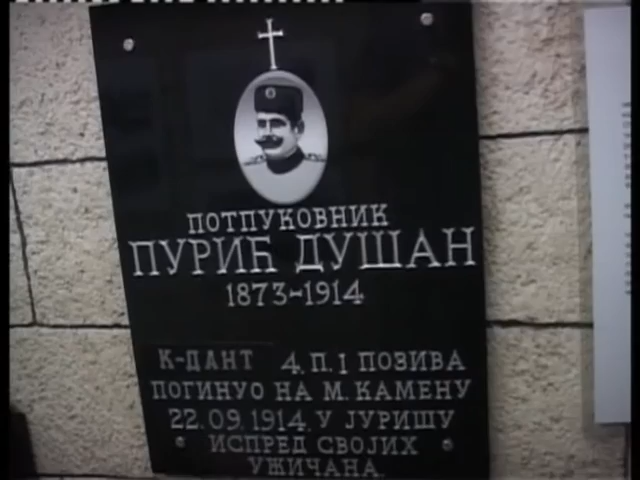 ПОТПУКОВНИК
ПУРИЋ ДУШАН
1873-1914
К-ДАНТ 4.П.1 ПОЗИВА
ПОГИНУО НА М. КАМЕНУ
22.09.1914. У ЈУРИШУ
ИСПРЕД СВОЈИХ
УЖИЧАНА.